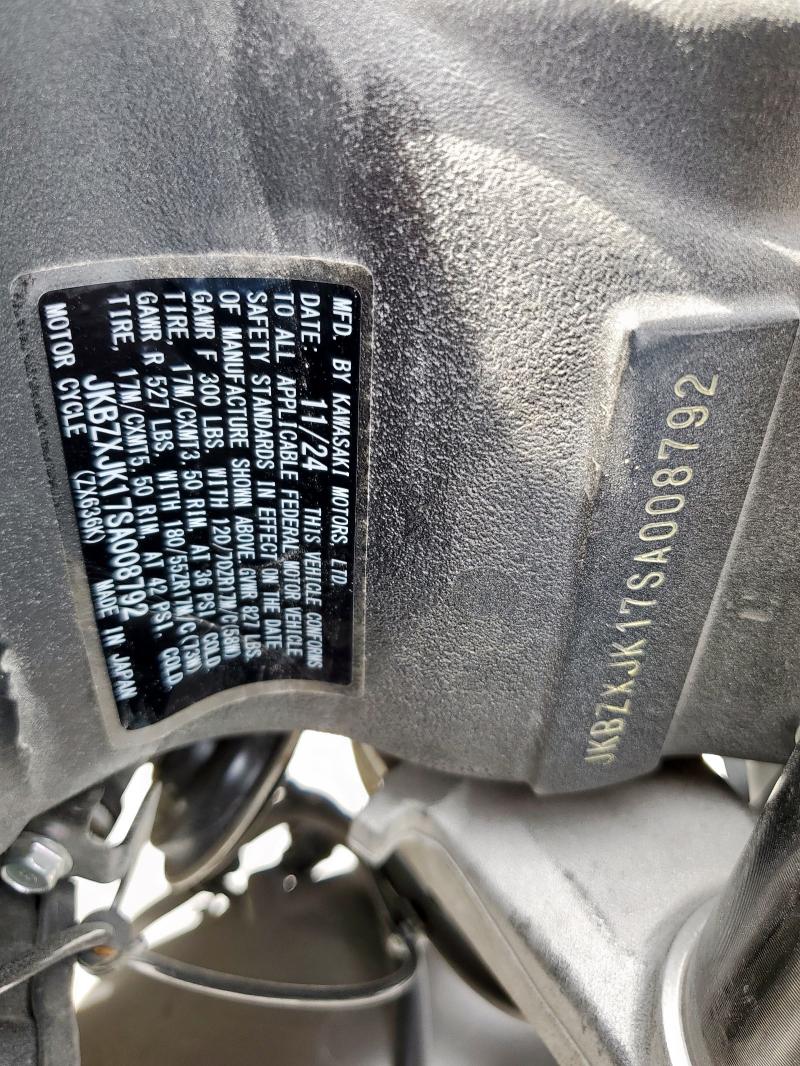 MFD. BY KAWASAKI MOTORS, LTD.
DATE: 11/24 THIS VEHICLE CONFORMS
TO ALL APPLICABLE FEDERAL MOTOR VEHICLE
SAFETY STANDARDS IN EFFECT ON THE DATE
OF MANUFACTURE SHOWN ABOVE. GVWR 827 LBS
GAWR F 300 LBS. WITH 120/70ZR17M/C(58W)
TIRE, 17M/CXMT3.50 RIM, AT 36 PSI. COLD
GAWR R 527 LBS. WITH 180/55ZR17M/C(73W)
TIRE, 17M/CXMT5.50 RIM, AT 42 PSI. COLD
JKBZXJK17SA008792
MOTOR CYCLE (ZX636K) MADE IN JAPAN
JKBZXJK17SA008792